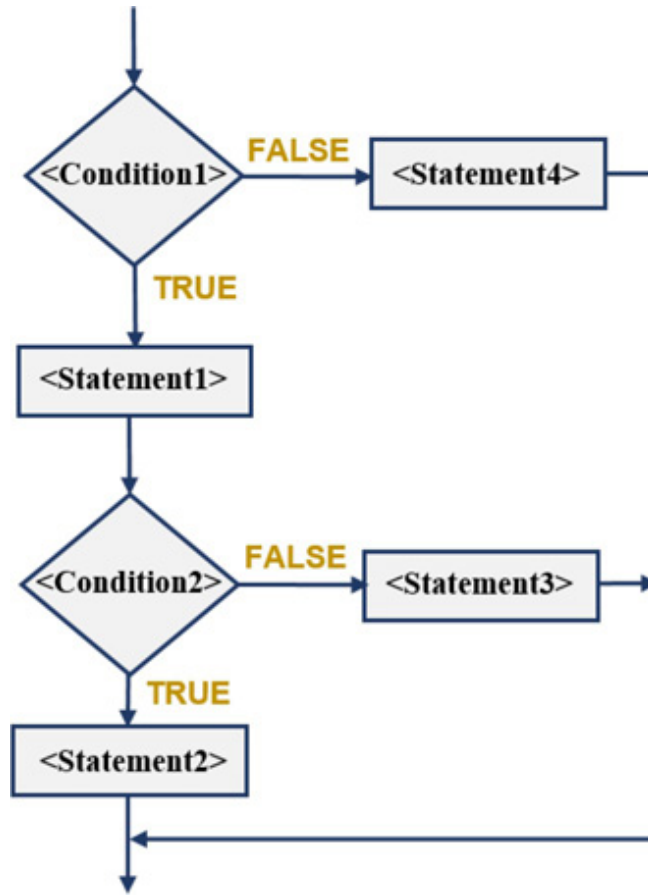 <Condition1>
FALSE
<Statement4>
TRUE
<Statement1>
<Condition2>
FALSE
<Statement3>
TRUE
<Statement2>